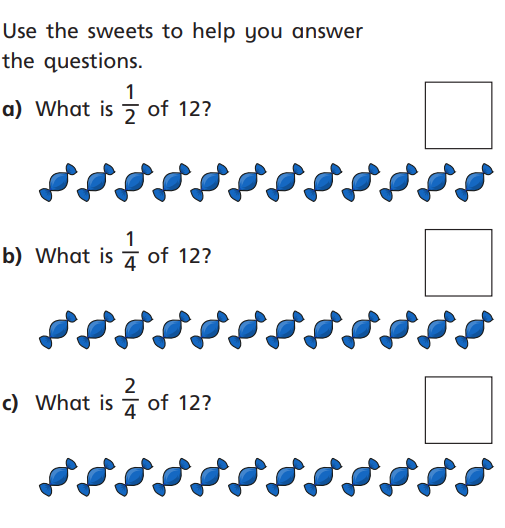 Use the sweets to help you answer
the questions.
a) What is 1/2 of 12?
b) What is 1/4 of 12?
c) What is 2/4 of 12?